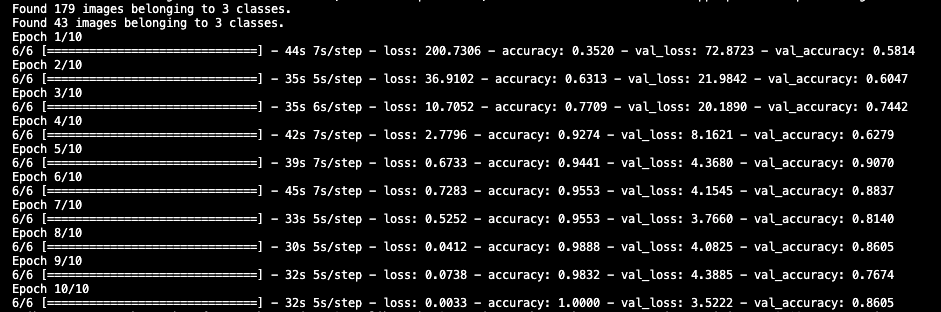 Found 179 images belonging to 3 classes.
Found 43 images belonging to 3 classes.
Epoch 1/10
6/6 [==============================] - 44s 7s/step - loss: 200.7306 - accuracy: 0.3520 - val_loss: 72.8723 - val_accuracy: 0.5814
Epoch 2/10
6/6 [==============================] - 35s 5s/step - loss: 36.9102 - accuracy: 0.6313 - val_loss: 21.9842 - val_accuracy: 0.6047
Epoch 3/10
6/6 [==============================] - 35s 6s/step - loss: 10.7052 - accuracy: 0.7709 - val_loss: 20.1890 - val_accuracy: 0.7442
Epoch 4/10
6/6 [==============================] - 42s 7s/step - loss: 2.7796 - accuracy: 0.9274 - val_loss: 8.1621 - val_accuracy: 0.6279
Epoch 5/10
6/6 [==============================] - 39s 7s/step - loss: 0.6733 - accuracy: 0.9441 - val_loss: 4.3680 - val_accuracy: 0.9070
Epoch 6/10
6/6 [==============================] - 45s 7s/step - loss: 0.7283 - accuracy: 0.9553 - val_loss: 4.1545 - val_accuracy: 0.8837
Epoch 7/10
6/6 [==============================] - 33s 5s/step - loss: 0.5252 - accuracy: 0.9553 - val_loss: 3.7660 - val_accuracy: 0.8140
Epoch 8/10
6/6 [==============================] - 30s 5s/step - loss: 0.0412 - accuracy: 0.9888 - val_loss: 4.0825 - val_accuracy: 0.8605
Epoch 9/10
6/6 [==============================] - 32s 5s/step - loss: 0.0738 - accuracy: 0.9832 - val_loss: 4.3885 - val_accuracy: 0.7674
Epoch 10/10
6/6 [==============================] - 32s 5s/step - loss: 0.0033 - accuracy: 1.0000 - val_loss: 3.5222 - val_accuracy: 0.8605